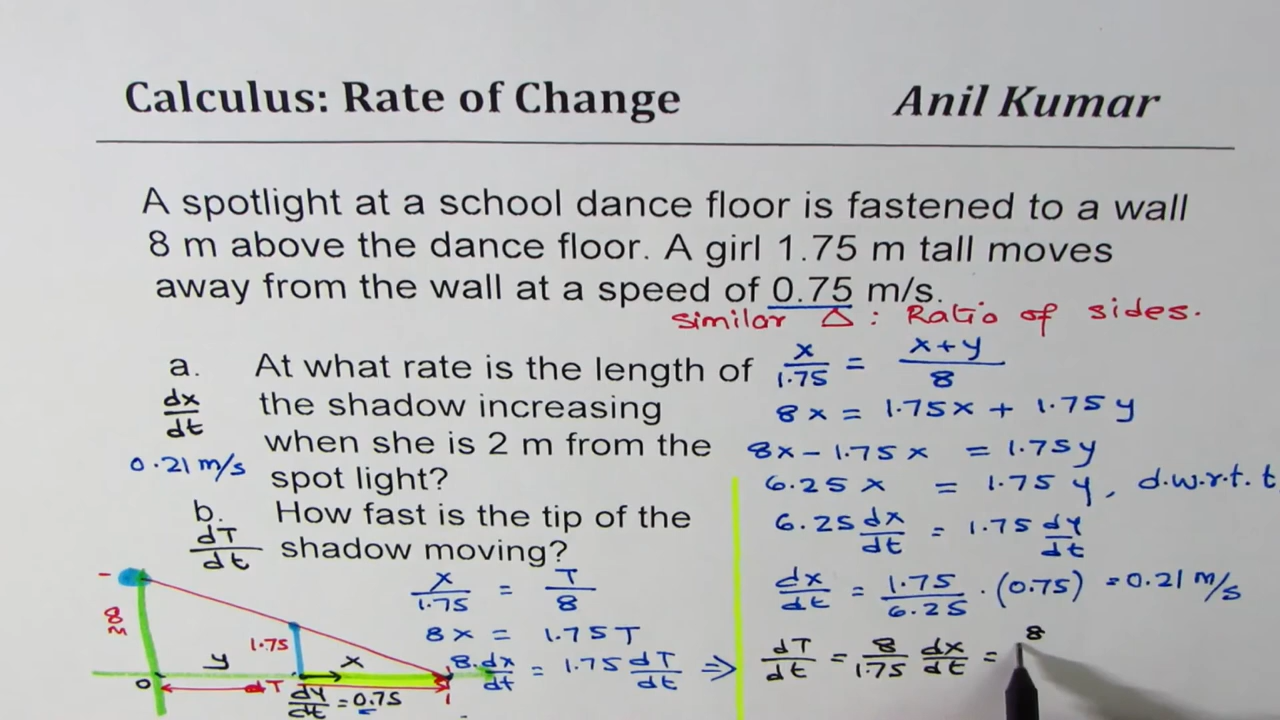 Calculus: Rate of Change
Anil Kumar
A spotlight at a school dance floor is fastened to a wall
8 m above the dance floor. A girl 1.75 m tall moves
away from the wall at a speed of 0.75 m/s.
Similar Δ : Ratio of sides.
a. At what rate is the length of
the shadow increasing
when she is 2 m from the
spot light?
dx/dt
0.21 m/s
b. How fast is the tip of the
shadow moving?
dT/dt
x/1.75 = (x+y)/8
8x = 1.75x + 1.75y
8x – 1.75x = 1.75y
6.25x = 1.75y, d.w.r.t. t
6.25 dx/dt = 1.75 dy/dt
dx/dt = 1.75/6.25 · (0.75) = 0.21 m/s
x/1.75 = T/8
8x = 1.75T
8. dx/dt = 1.75 dT/dt ⇒ dT/dt = 8/1.75 dx/dt = 8
8 m
1.75
y
x
0
dT
dy/dt = 0.75